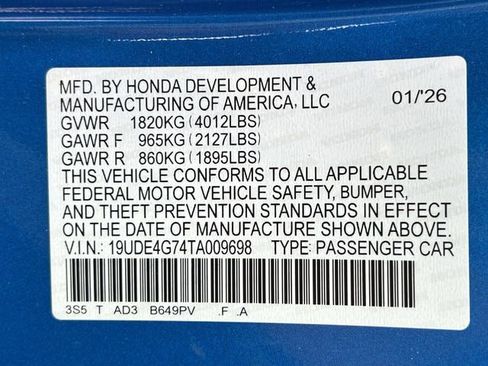 MFD. BY HONDA DEVELOPMENT &
MANUFACTURING OF AMERICA, LLC 01/'26
GVWR 1820KG (4012LBS)
GAWR F 965KG (2127LBS)
GAWR R 860KG (1895LBS)
THIS VEHICLE CONFORMS TO ALL APPLICABLE
FEDERAL MOTOR VEHICLE SAFETY, BUMPER,
AND THEFT PREVENTION STANDARDS IN EFFECT
ON THE DATE OF MANUFACTURE SHOWN ABOVE.
V.I.N.: 19UDE4G74TA009698 TYPE: PASSENGER CAR
3S5 T AD3 B649PV .F .A